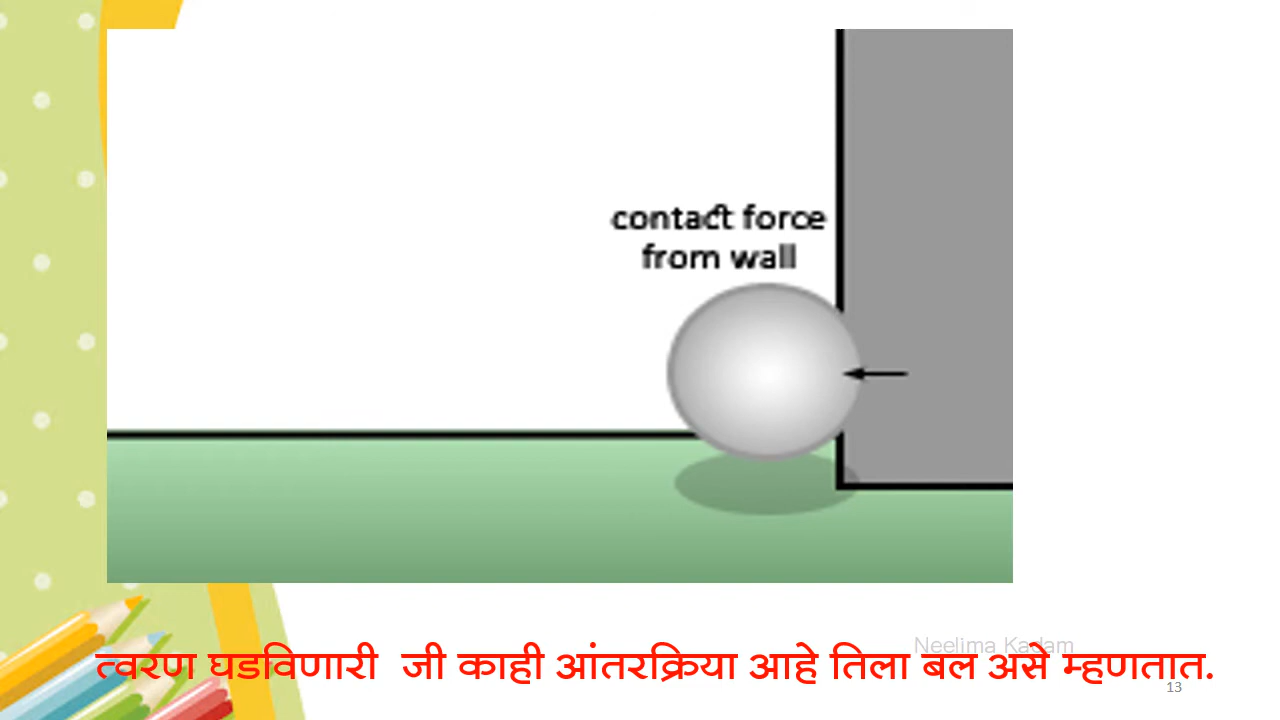 contact force
from wall
Neelima Kadam
त्वरण घडविणारी जी काही आंतरक्रिया आहे तिला बल असे म्हणतात.
13